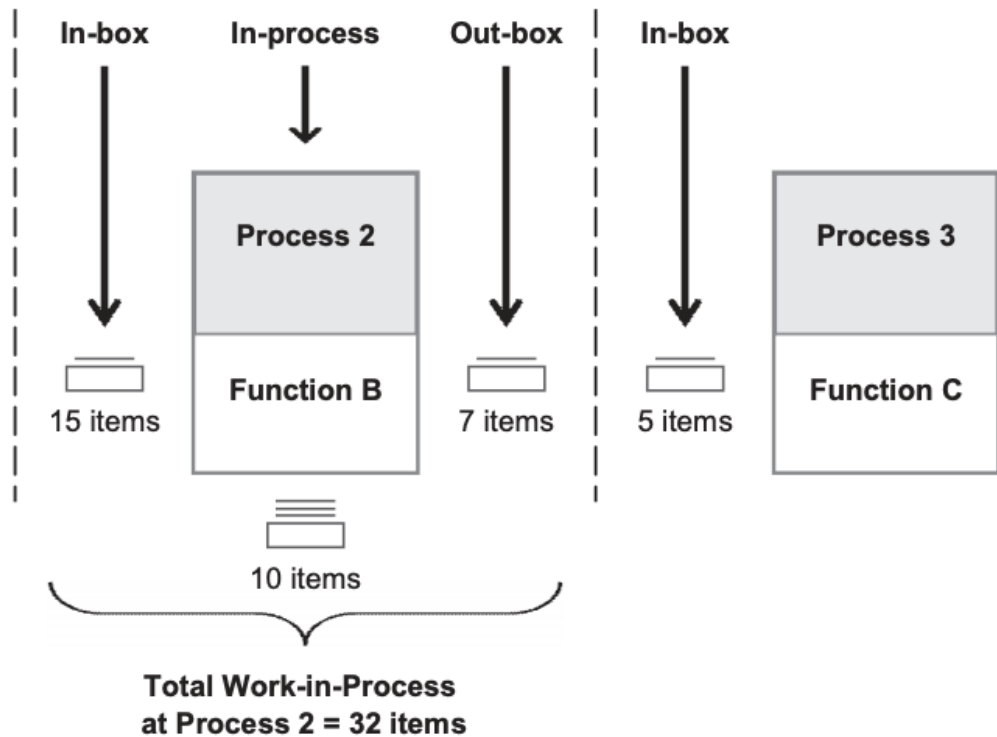 In-box
In-process
Out-box
In-box
Process 2
Process 3
Function B
Function C
15 items
7 items
5 items
10 items
Total Work-in-Process
at Process 2 = 32 items